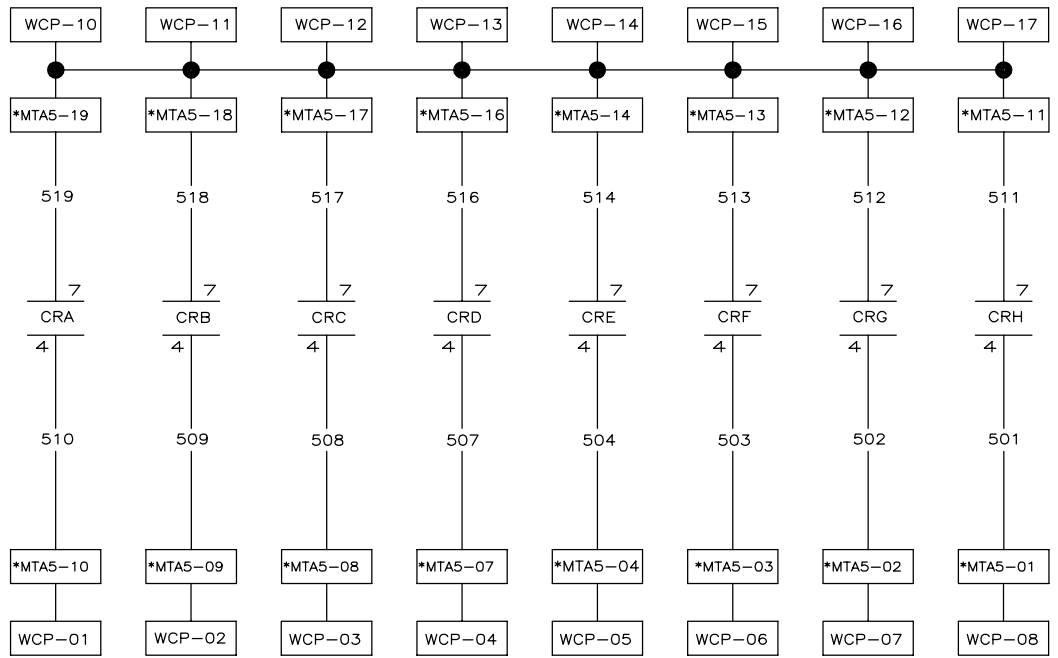 WCP-10 WCP-11 WCP-12 WCP-13 WCP-14 WCP-15 WCP-16 WCP-17
*MTA5-19 *MTA5-18 *MTA5-17 *MTA5-16 *MTA5-14 *MTA5-13 *MTA5-12 *MTA5-11
519 518 517 516 514 513 512 511
7 7 7 7 7 7 7 7
CRA CRB CRC CRD CRE CRF CRG CRH
4 4 4 4 4 4 4 4
510 509 508 507 504 503 502 501
*MTA5-10 *MTA5-09 *MTA5-08 *MTA5-07 *MTA5-04 *MTA5-03 *MTA5-02 *MTA5-01
WCP-01 WCP-02 WCP-03 WCP-04 WCP-05 WCP-06 WCP-07 WCP-08